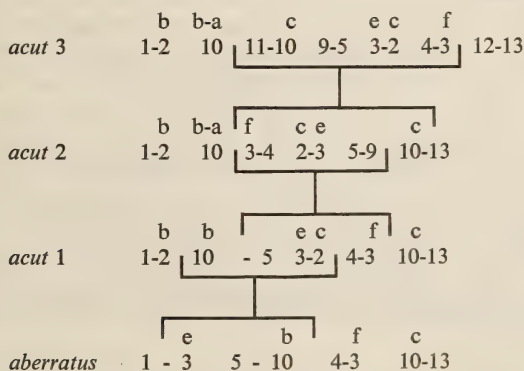 b b-a c e c f
acut 3 1-2 10 11-10 9-5 3-2 4-3 12-13
b b-a f c e c
acut 2 1-2 10 3-4 2-3 5-9 10-13
b b e c f c
acut 1 1-2 10 - 5 3-2 4-3 10-13
e b f c
aberratus 1 - 3 5 - 10 4-3 10-13